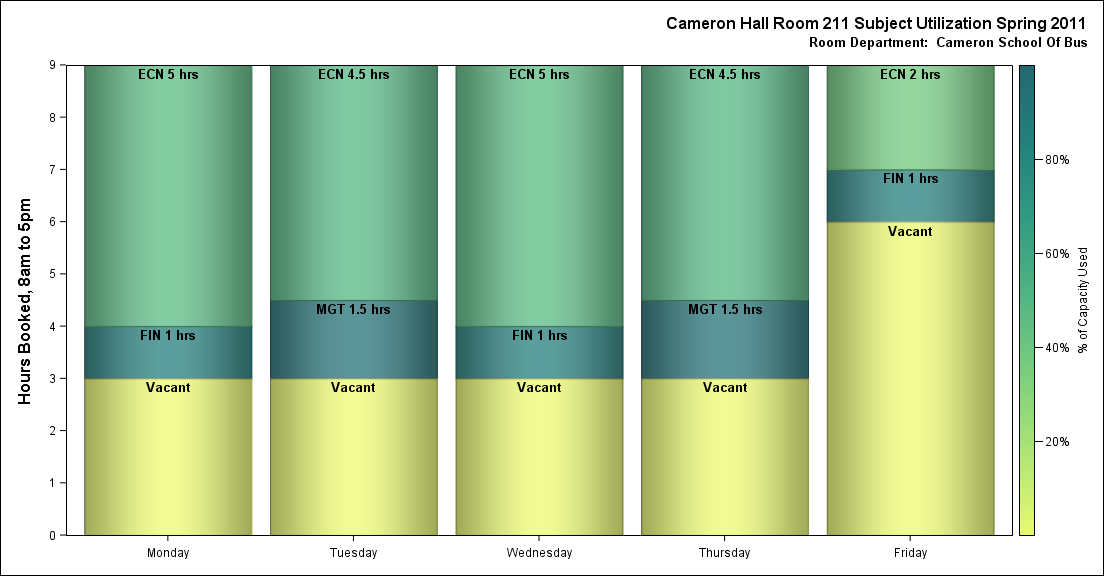 Cameron Hall Room 211 Subject Utilization Spring 2011
Room Department:  Cameron School Of Bus
Hours Booked, 8am to 5pm
9
8
7
6
5
4
3
2
1
0
ECN 5 hrs
FIN 1 hrs
Vacant
Monday
ECN 4.5 hrs
MGT 1.5 hrs
Vacant
Tuesday
ECN 5 hrs
FIN 1 hrs
Vacant
Wednesday
ECN 4.5 hrs
MGT 1.5 hrs
Vacant
Thursday
ECN 2 hrs
FIN 1 hrs
Vacant
Friday
80%
60%
40%
20%
% of Capacity Used